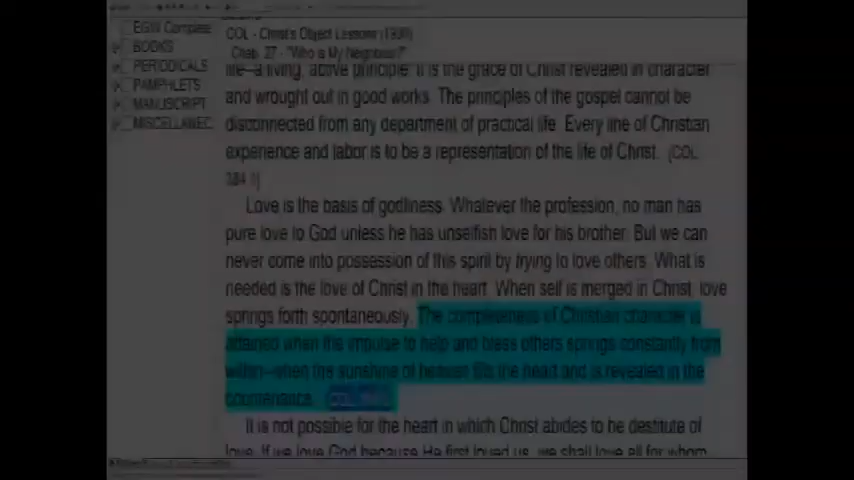 EGW Complete
BOOKS
PERIODICALS
PAMPHLETS
MANUSCRIPT
MISCELLANEC
COL - Christ's Object Lessons (1900)
Chap. 27 - "Who is My Neighbour?"
life—a living, active principle. It is the grace of Christ revealed in character
and wrought out in good works. The principles of the gospel cannot be
disconnected from any department of practical life. Every line of Christian
experience and labor is to be a representation of the life of Christ. {COL
384.1}
Love is the basis of godliness. Whatever the profession, no man has
pure love to God unless he has unselfish love for his brother. But we can
never come into possession of this spirit by trying to love others. What is
needed is the love of Christ in the heart. When self is merged in Christ, love
springs forth spontaneously. The completeness of Christian character is
attained when the impulse to help and bless others springs constantly from
within—when the sunshine of heaven fills the heart and is revealed in the
countenance. {COL
It is not possible for the heart in which Christ abides to be destitute of
love. If we love God because He first loved us, we shall love all for whom